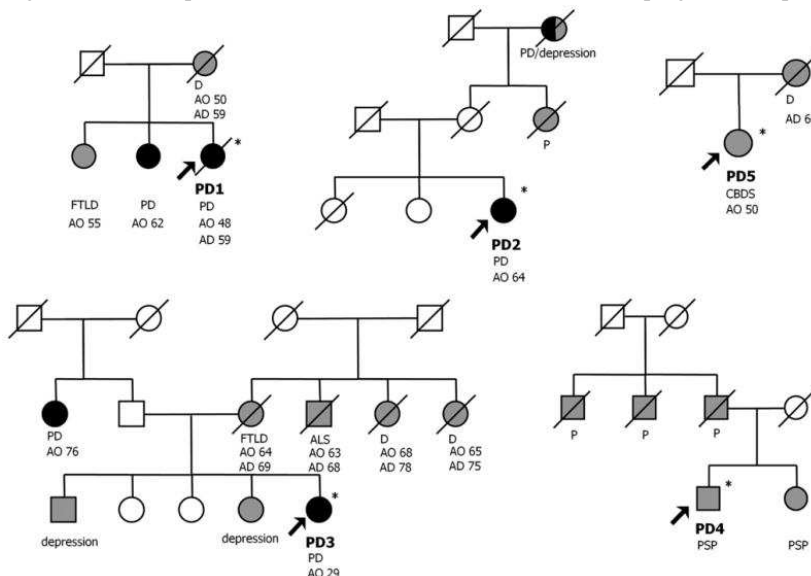 D
AO 50
AD 59
FTLD
AO 55
PD
AO 62
*
PD1
PD
AO 48
AD 59
PD/depression
P
*
PD2
PD
AO 64
D
*
PD5
CBDS
AO 50
PD
AO 76
FTLD
AO 64
AD 69
ALS
AO 63
AD 68
D
AO 68
AD 78
D
AO 65
AD 75
depression
depression
*
PD3
PD
AO 29
P
P
P
*
PD4
PSP
PSP